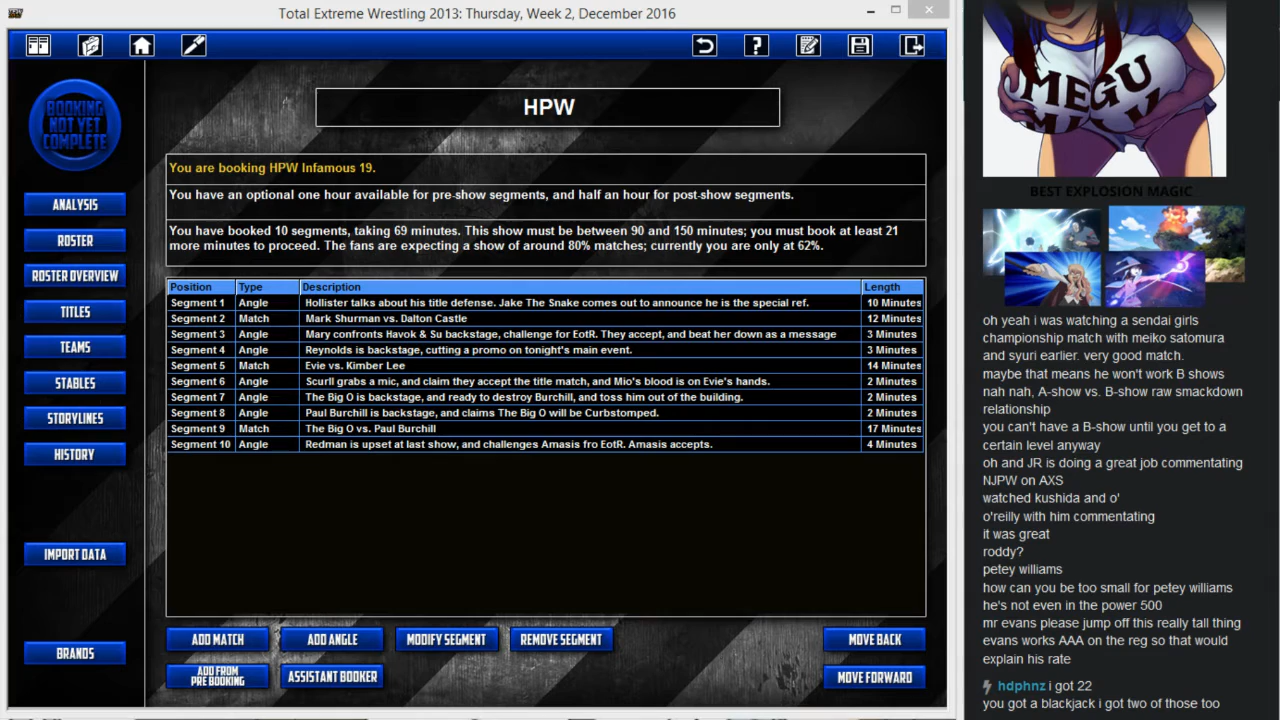 Total Extreme Wrestling 2013: Thursday, Week 2, December 2016
BOOKING
NOT YET
COMPLETE
HPW
You are booking HPW Infamous 19.
You have an optional one hour available for pre-show segments, and half an hour for post-show segments.
You have booked 10 segments, taking 69 minutes. This show must be between 90 and 150 minutes; you must book at least 21
more minutes to proceed. The fans are expecting a show of around 80% matches; currently you are only at 62%.
ANALYSIS
ROSTER
ROSTER OVERVIEW
TITLES
TEAMS
STABLES
STORYLINES
HISTORY
IMPORT DATA
BRANDS
Position Type Description Length
Segment 1 Angle Hollister talks about his title defense. Jake The Snake comes out to announce he is the special ref. 10 Minutes
Segment 2 Match Mark Shurman vs. Dalton Castle 12 Minutes
Segment 3 Angle Mary confronts Havok & Su backstage, challenge for EotR. They accept, and beat her down as a message 3 Minutes
Segment 4 Angle Reynolds is backstage, cutting a promo on tonight's main event. 3 Minutes
Segment 5 Match Evie vs. Kimber Lee 14 Minutes
Segment 6 Angle Scurll grabs a mic, and claim they accept the title match, and Mio's blood is on Evie's hands. 2 Minutes
Segment 7 Angle The Big O is backstage, and ready to destroy Burchill, and toss him out of the building. 2 Minutes
Segment 8 Angle Paul Burchill is backstage, and claims The Big O will be Curbstomped. 2 Minutes
Segment 9 Match The Big O vs. Paul Burchill 17 Minutes
Segment 10 Angle Redman is upset at last show, and challenges Amasis fro EotR. Amasis accepts. 4 Minutes
ADD MATCH
ADD ANGLE
MODIFY SEGMENT
REMOVE SEGMENT
MOVE BACK
ADD FROM
PRE BOOKING
ASSISTANT BOOKER
MOVE FORWARD
MEGU
BEST EXPLOSION MAGIC
oh yeah i was watching a sendai girls
championship match with meiko satomura
and syuri earlier. very good match.
maybe that means he won't work B shows
nah nah, A-show vs. B-show raw smackdown
relationship
you can't have a B-show until you get to a
certain level anyway
oh and JR is doing a great job commentating
NJPW on AXS
watched kushida and o'
o'reilly with him commentating
it was great
roddy?
petey williams
how can you be too small for petey williams
he's not even in the power 500
mr evans please jump off this really tall thing
evans works AAA on the reg so that would
explain his rate
hdphnz i got 22
you got a blackjack i got two of those too